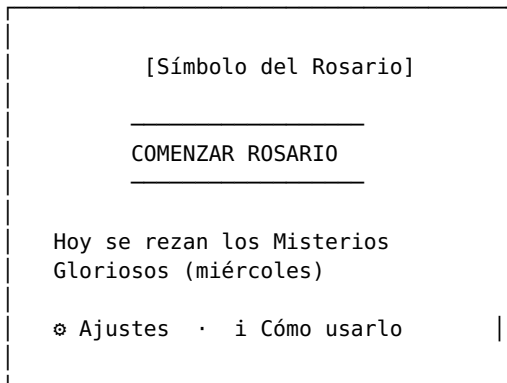 [Símbolo del Rosario]
COMENZAR ROSARIO
Hoy se rezan los Misterios
Gloriosos (miércoles)
⚙ Ajustes · i Cómo usarlo